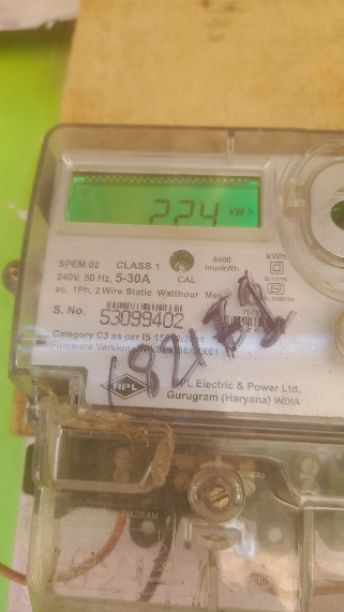 224 kWh
SPEM 02 CLASS 1 6400 kWh
240V, 50 Hz, 5-30A CAL Imp/kWh
ac, 1Ph, 2 Wire Static Watthour
S. No. 53099402
Category C3 as per IS
Firmware Version
1821
HPL HPL Electric & Power Ltd.
Gurugram (Haryana) INDIA